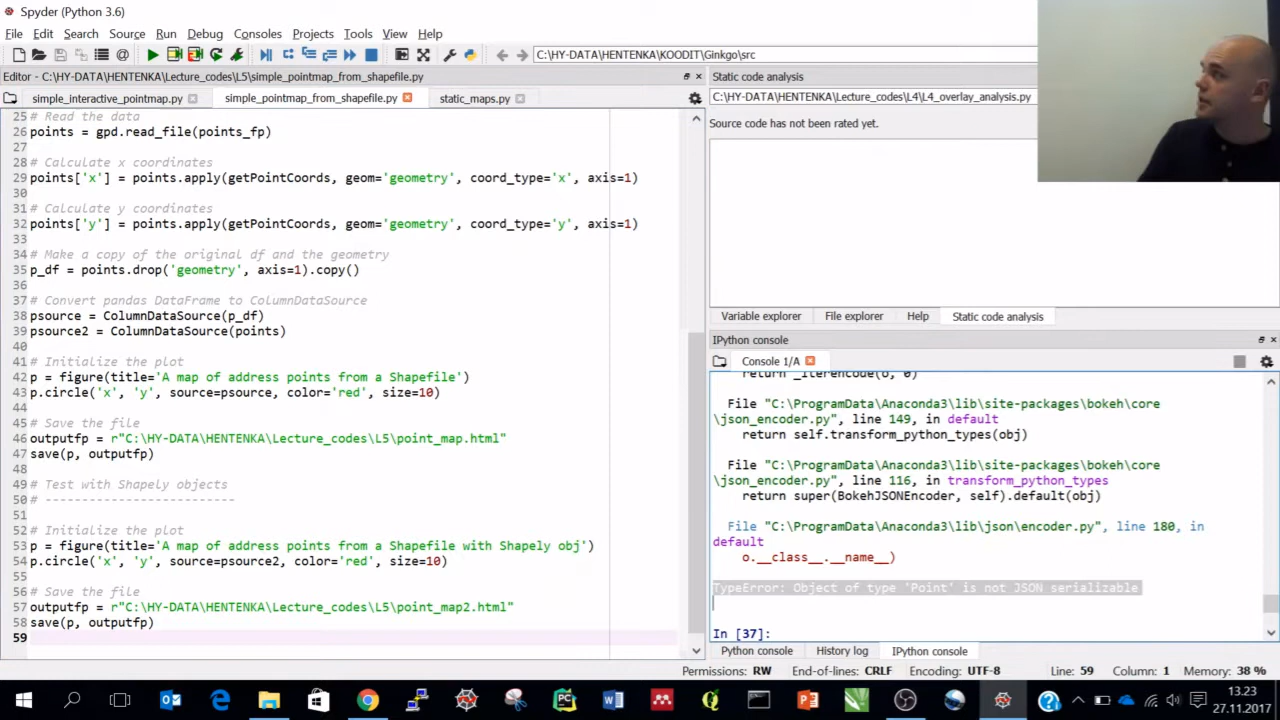 Spyder (Python 3.6)
File Edit Search Source Run Debug Consoles Projects Tools View Help
C:\HY-DATA\HENTENKA\KOODIT\Ginkgo\src
Editor - C:\HY-DATA\HENTENKA\Lecture_codes\L5\simple_pointmap_from_shapefile.py
simple_interactive_pointmap.py simple_pointmap_from_shapefile.py static_maps.py
25 # Read the data
26 points = gpd.read_file(points_fp)
27
28 # Calculate x coordinates
29 points['x'] = points.apply(getPointCoords, geom='geometry', coord_type='x', axis=1)
30
31 # Calculate y coordinates
32 points['y'] = points.apply(getPointCoords, geom='geometry', coord_type='y', axis=1)
33
34 # Make a copy of the original df and the geometry
35 p_df = points.drop('geometry', axis=1).copy()
36
37 # Convert pandas DataFrame to ColumnDataSource
38 psource = ColumnDataSource(p_df)
39 psource2 = ColumnDataSource(points)
40
41 # Initialize the plot
42 p = figure(title='A map of address points from a Shapefile')
43 p.circle('x', 'y', source=psource, color='red', size=10)
44
45 # Save the file
46 outputfp = r"C:\HY-DATA\HENTENKA\Lecture_codes\L5\point_map.html"
47 save(p, outputfp)
48
49 # Test with Shapely objects
50 # --------------------------
51
52 # Initialize the plot
53 p = figure(title='A map of address points from a Shapefile with Shapely obj')
54 p.circle('x', 'y', source=psource2, color='red', size=10)
55
56 # Save the file
57 outputfp = r"C:\HY-DATA\HENTENKA\Lecture_codes\L5\point_map2.html"
58 save(p, outputfp)
59
Static code analysis
C:\HY-DATA\HENTENKA\Lecture_codes\L4\L4_overlay_analysis.py
Source code has not been rated yet.
Variable explorer File explorer Help Static code analysis
IPython console
Console 1/A
return _iterencode(o, 0)
File "C:\ProgramData\Anaconda3\lib\site-packages\bokeh\core
\json_encoder.py", line 149, in default
return self.transform_python_types(obj)
File "C:\ProgramData\Anaconda3\lib\site-packages\bokeh\core
\json_encoder.py", line 116, in transform_python_types
return super(BokehJSONEncoder, self).default(obj)
File "C:\ProgramData\Anaconda3\lib\json\encoder.py", line 180, in
default
o.__class__.__name__)
TypeError: Object of type 'Point' is not JSON serializable
In [37]:
Python console History log IPython console
Permissions: RW End-of-lines: CRLF Encoding: UTF-8 Line: 59 Column: 1 Memory: 38 %
13.23
27.11.2017